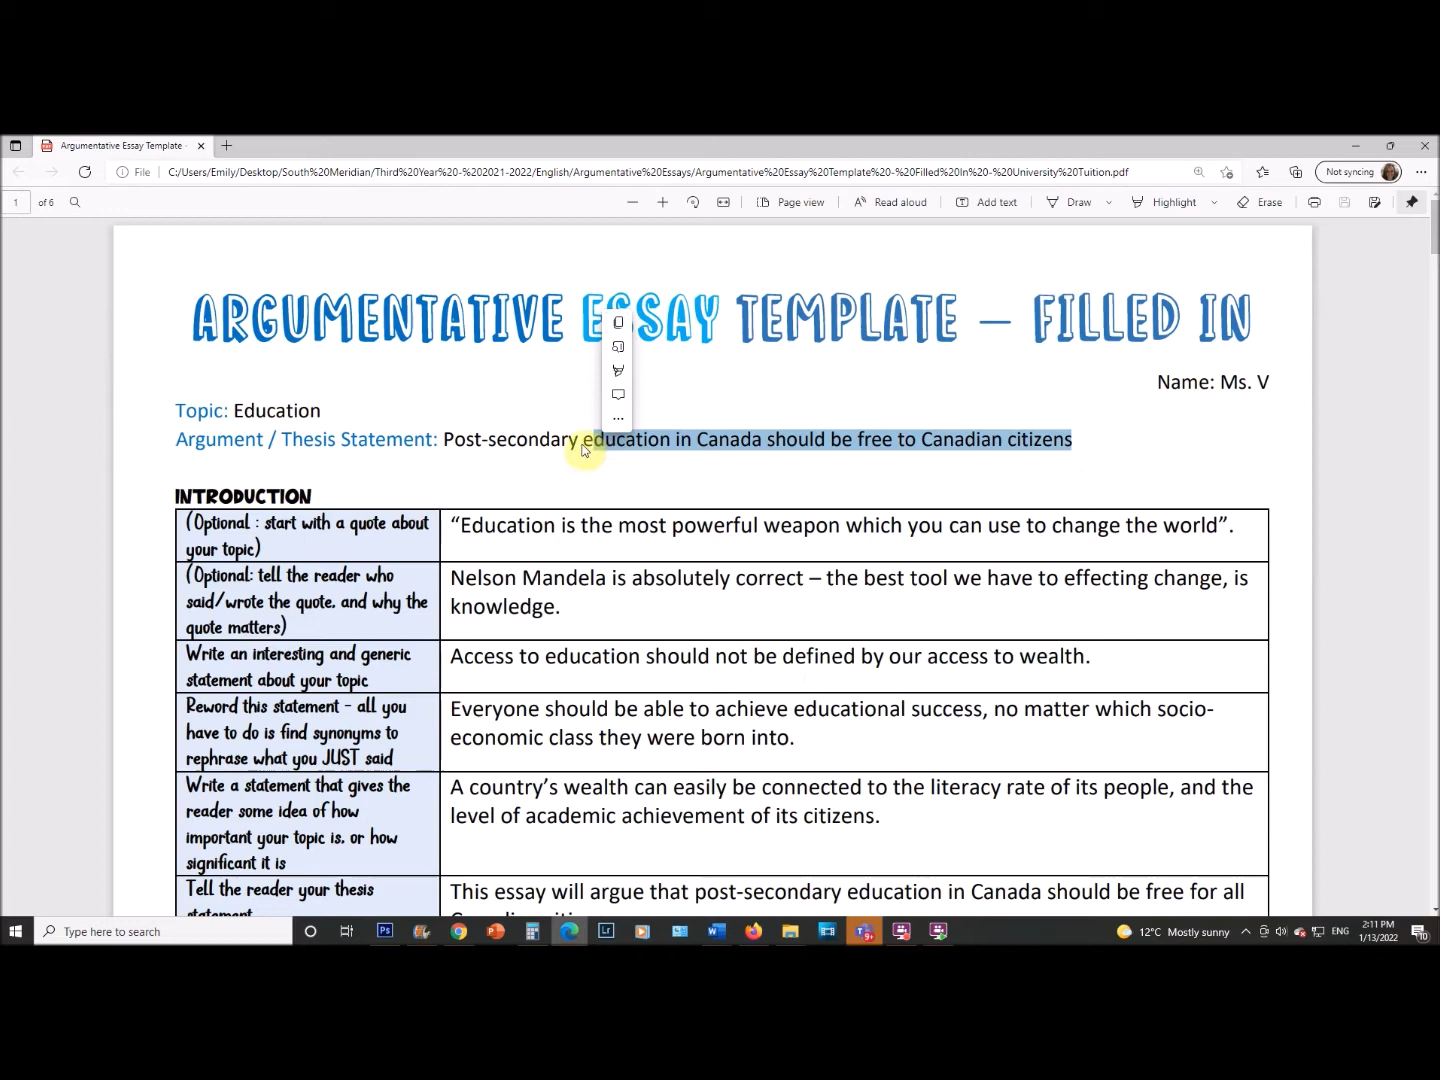 Argumentative Essay Template -
File
C:/Users/Emily/Desktop/South%20Meridian/Third%20Year%20-%202021-2022/English/Argumentative%20Essays/Argumentative%20Essay%20Template%20-%20Filled%20In%20-%20University%20Tuition.pdf
Not syncing
1 of 6
Page view
Read aloud
Add text
Draw
Highlight
Erase
ARGUMENTATIVE ESSAY TEMPLATE – FILLED IN
Name: Ms. V
Topic: Education
Argument / Thesis Statement: Post-secondary education in Canada should be free to Canadian citizens
INTRODUCTION
(Optional : start with a quote about
your topic)
“Education is the most powerful weapon which you can use to change the world”.
(Optional: tell the reader who
said/wrote the quote, and why the
quote matters)
Nelson Mandela is absolutely correct – the best tool we have to effecting change, is
knowledge.
Write an interesting and generic
statement about your topic
Access to education should not be defined by our access to wealth.
Reword this statement - all you
have to do is find synonyms to
rephrase what you JUST said
Everyone should be able to achieve educational success, no matter which socio-
economic class they were born into.
Write a statement that gives the
reader some idea of how
important your topic is, or how
significant it is
A country’s wealth can easily be connected to the literacy rate of its people, and the
level of academic achievement of its citizens.
Tell the reader your thesis
statement
This essay will argue that post-secondary education in Canada should be free for all
Type here to search
Ps
Lr
9+
12°C Mostly sunny
ENG
2:11 PM
1/13/2022
10